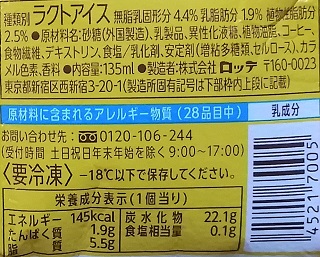 種類別 ラクトアイス 無脂乳固形分 4.4% 乳脂肪分 1.9% 植物性脂肪分
2.5% ●原材料名:砂糖(外国製造)、乳製品、異性化液糖、植物油脂、コーヒー、
食物繊維、デキストリン、食塩/乳化剤、安定剤(増粘多糖類、セルロース)、カラ
メル色素、香料 ●内容量:135ml ●製造者:株式会社 ロッテ 〒160-0023
東京都新宿区西新宿3-20-1(製造所固有記号は本体上部に記載)
原材料に含まれるアレルギー物質(28品目中) 乳成分
お問い合わせ先: 0120-106-244
(受付時間 土日祝日年末年始を除く 9:00~17:00)
〈要冷凍〉 -18℃以下で保存してください。
栄養成分表示(1個当り)
エネルギー 145kcal 炭水化物 22.1g
たんぱく質 1.9g 食塩相当量 0.1g
脂質 5.5g
4521 7005